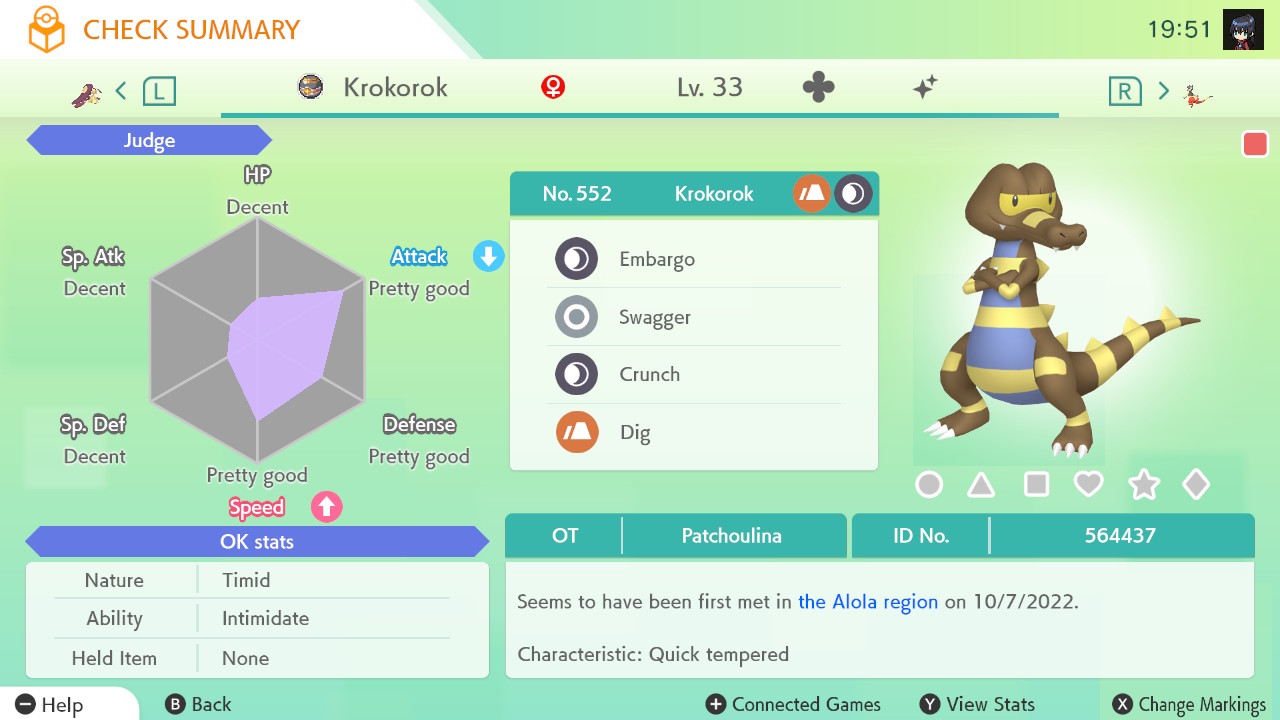 CHECK SUMMARY
19:51
L
Krokorok
Lv. 33
R
Judge
HP
Decent
Sp. Atk
Decent
Attack
Pretty good
Sp. Def
Decent
Defense
Pretty good
Pretty good
Speed
OK stats
Nature Timid
Ability Intimidate
Held Item None
No. 552 Krokorok
Embargo
Swagger
Crunch
Dig
OT Patchoulina
ID No. 564437
Seems to have been first met in the Alola region on 10/7/2022.
Characteristic: Quick tempered
Help
B Back
Connected Games
Y View Stats
X Change Markings